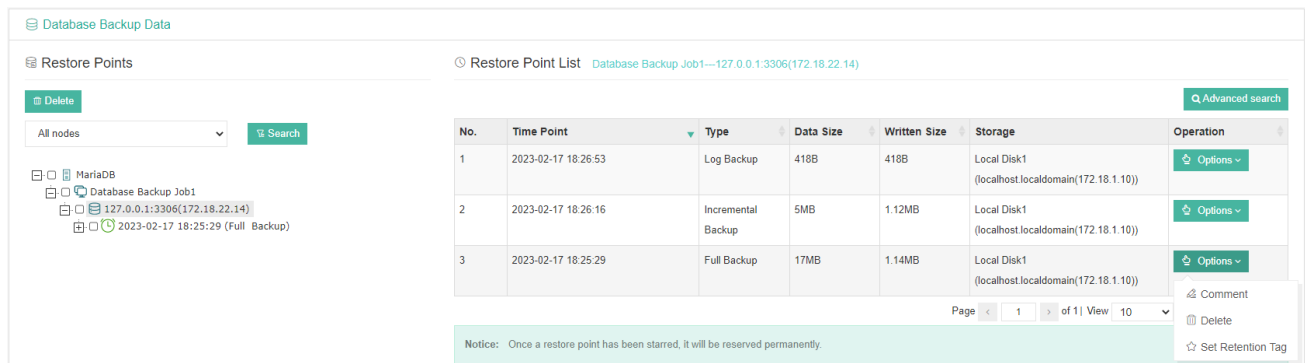 Database Backup Data
Restore Points
Delete
All nodes
Search
MariaDB
Database Backup Job1
127.0.0.1:3306(172.18.22.14)
2023-02-17 18:25:29 (Full Backup)
Restore Point List Database Backup Job1---127.0.0.1:3306(172.18.22.14)
Advanced search
No. Time Point Type Data Size Written Size Storage Operation
1 2023-02-17 18:26:53 Log Backup 418B 418B Local Disk1 Options
(localhost.localdomain(172.18.1.10))
2 2023-02-17 18:26:16 Incremental 5MB 1.12MB Local Disk1 Options
Backup (localhost.localdomain(172.18.1.10))
3 2023-02-17 18:25:29 Full Backup 17MB 1.14MB Local Disk1 Options
(localhost.localdomain(172.18.1.10))
Comment
Delete
Set Retention Tag
Page 1 of 1| View 10
Notice: Once a restore point has been starred, it will be reserved permanently.